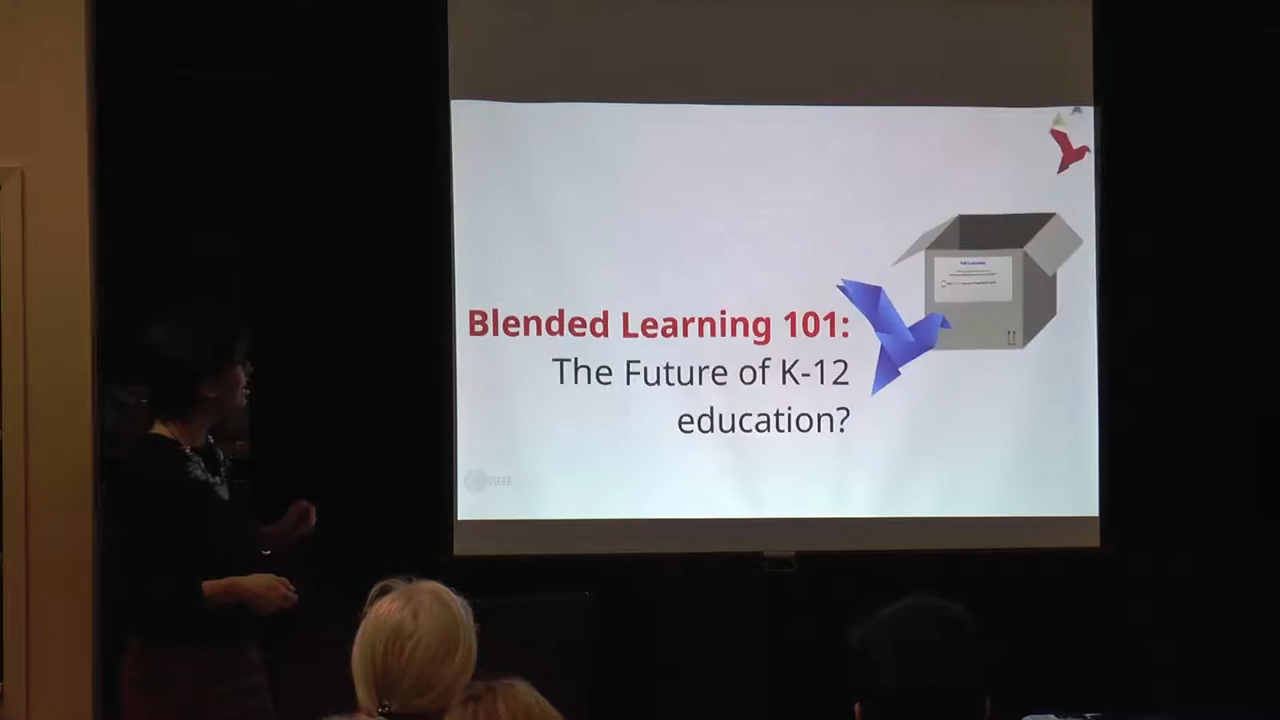 Blended Learning 101:
The Future of K-12
education?